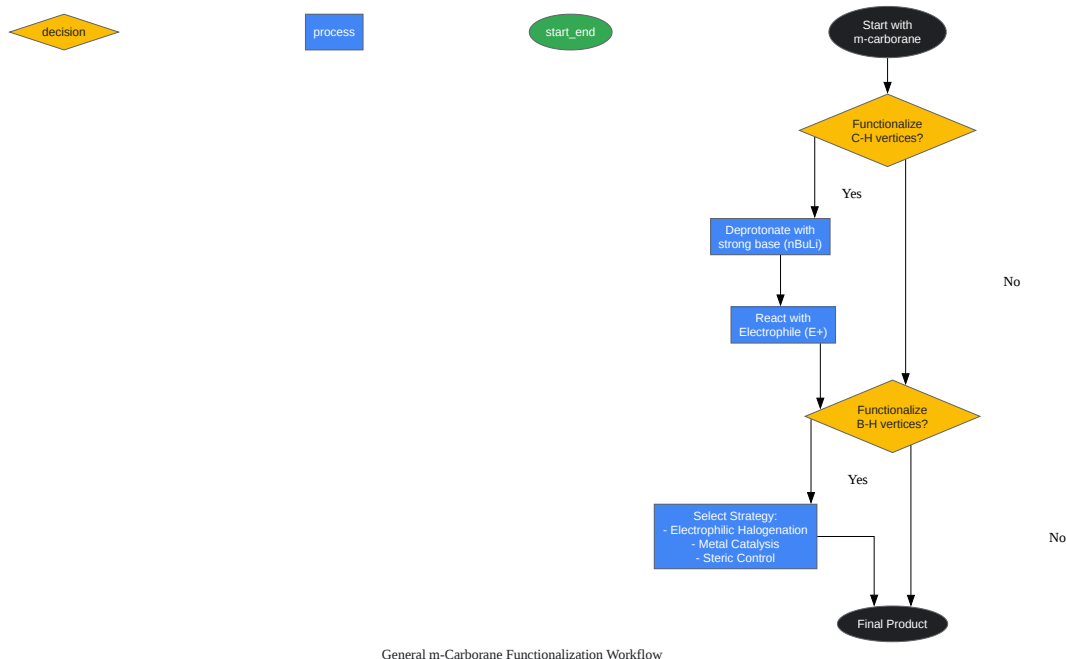 decision
process
start_end
Start with
m-carborane
Functionalize
C-H vertices?
Yes
Deprotonate with
strong base (nBuLi)
No
React with
Electrophile (E+)
Functionalize
B-H vertices?
Yes
Select Strategy:
- Electrophilic Halogenation
- Metal Catalysis
- Steric Control
No
Final Product
General m-Carborane Functionalization Workflow